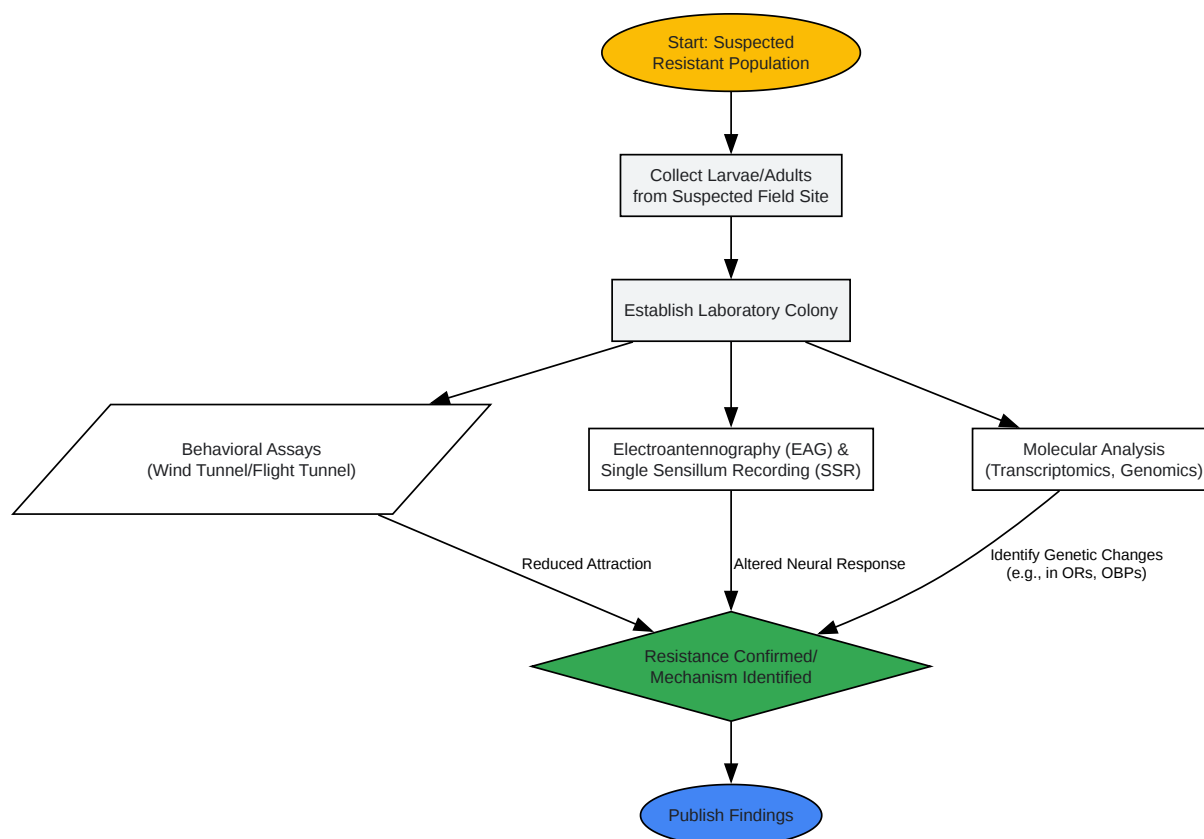 Start: Suspected
Resistant Population
Collect Larvae/Adults
from Suspected Field Site
Establish Laboratory Colony
Behavioral Assays
(Wind Tunnel/Flight Tunnel)
Electroantennography (EAG) &
Single Sensillum Recording (SSR)
Molecular Analysis
(Transcriptomics, Genomics)
Reduced Attraction
Altered Neural Response
Identify Genetic Changes
(e.g., in ORs, OBPs)
Resistance Confirmed/
Mechanism Identified
Publish Findings